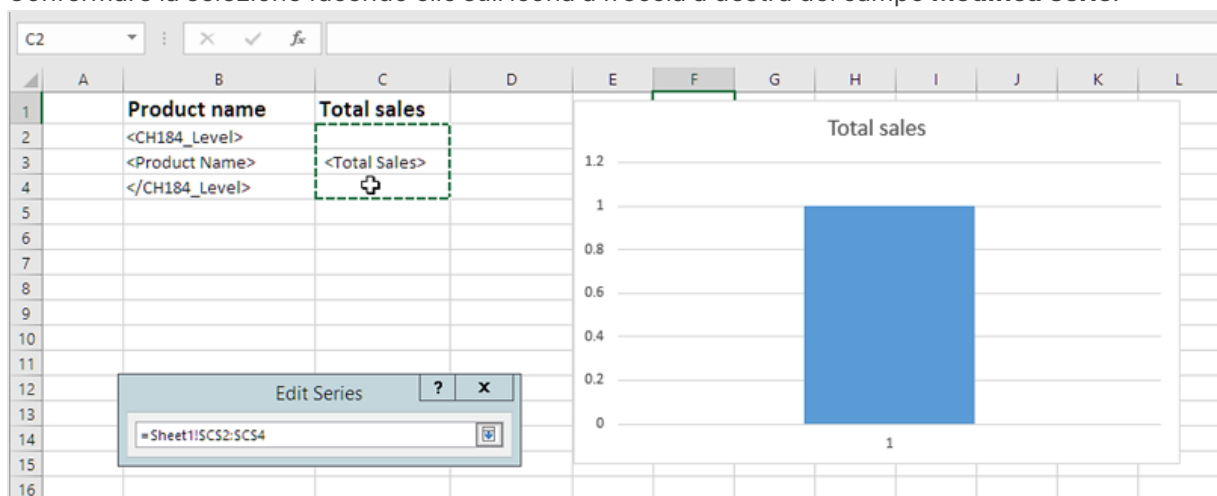 Confermare la selezione facendo clic sull'icona a freccia a destra del campo Modifica serie.
C2 fx
A B C D E F G H I J K L
1 Product name Total sales
2 <CH184_Level>
3 <Product Name> <Total Sales>
4 </CH184_Level>
5
6
7
8
9
10
11
12
13
14
15
16
Total sales
1.2
1
0.8
0.6
0.4
0.2
0
1
Edit Series ? x
=Sheet1!$C$2:$C$4